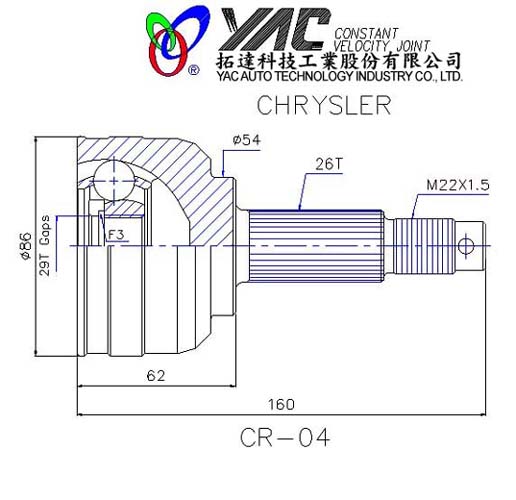 YAC CONSTANT
VELOCITY JOINT
拓達科技工業股份有限公司
YAC AUTO TECHNOLOGY INDUSTRY CO., LTD.
®
CHRYSLER
Ø54
26T
M22X1.5
Ø86
29T Gaps
F3
62
160
CR-04